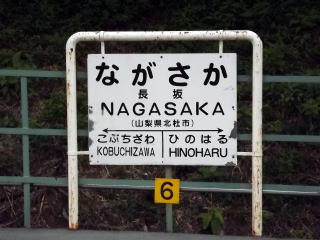 ながさか
長坂
NAGASAKA
(山梨県北杜市)
こぶちざわ ひのはる
KOBUCHIZAWA HINOHARU
6